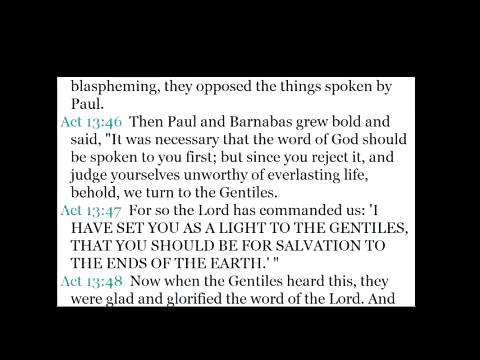 blaspheming, they opposed the things spoken by
Paul.
Act 13:46 Then Paul and Barnabas grew bold and
said, "It was necessary that the word of God should
be spoken to you first; but since you reject it, and
judge yourselves unworthy of everlasting life,
behold, we turn to the Gentiles.
Act 13:47 For so the Lord has commanded us: 'I
HAVE SET YOU AS A LIGHT TO THE GENTILES,
THAT YOU SHOULD BE FOR SALVATION TO
THE ENDS OF THE EARTH.' "
Act 13:48 Now when the Gentiles heard this, they
were glad and glorified the word of the Lord. And